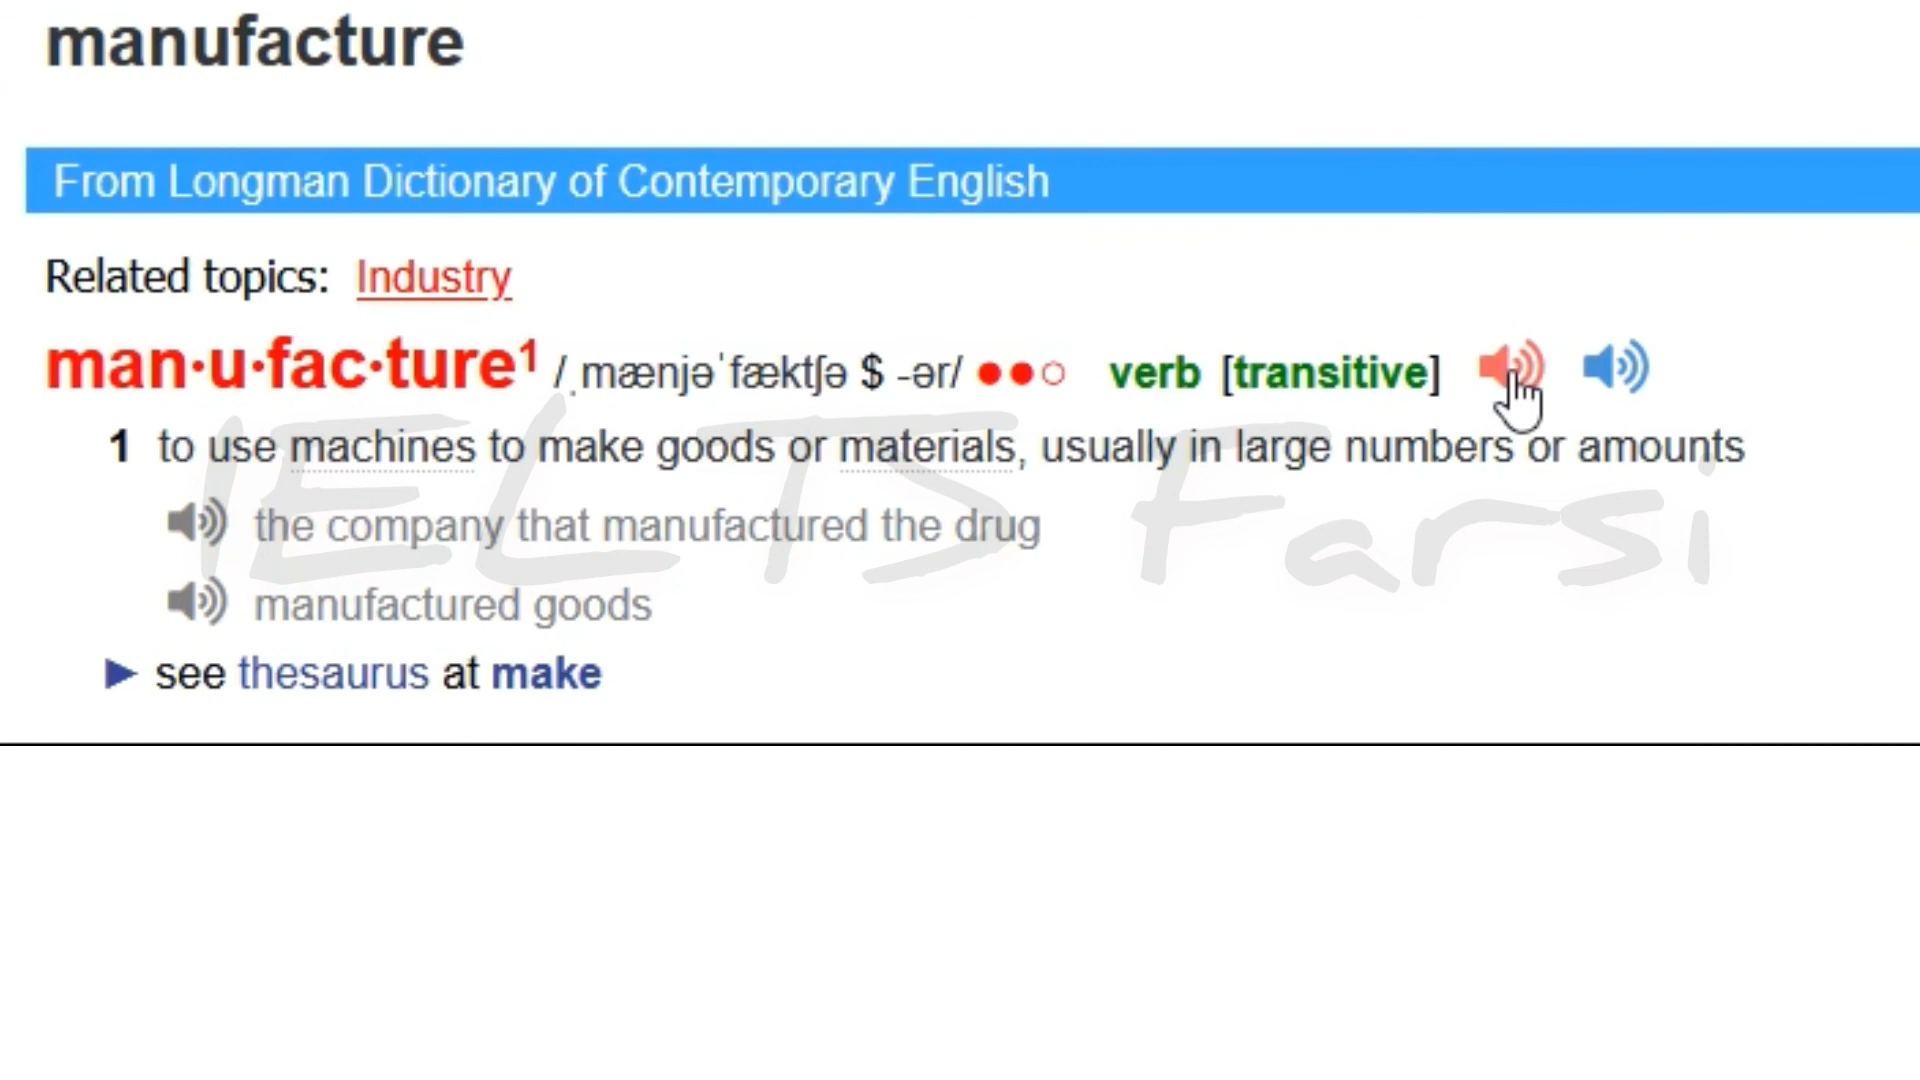 manufacture
From Longman Dictionary of Contemporary English
Related topics: Industry
man·u·fac·ture1 /ˌmænjəˈfæktʃə $ -ər/ ●●○ verb [transitive]
1 to use machines to make goods or materials, usually in large numbers or amounts
the company that manufactured the drug
manufactured goods
► see thesaurus at make
IELTS Farsi